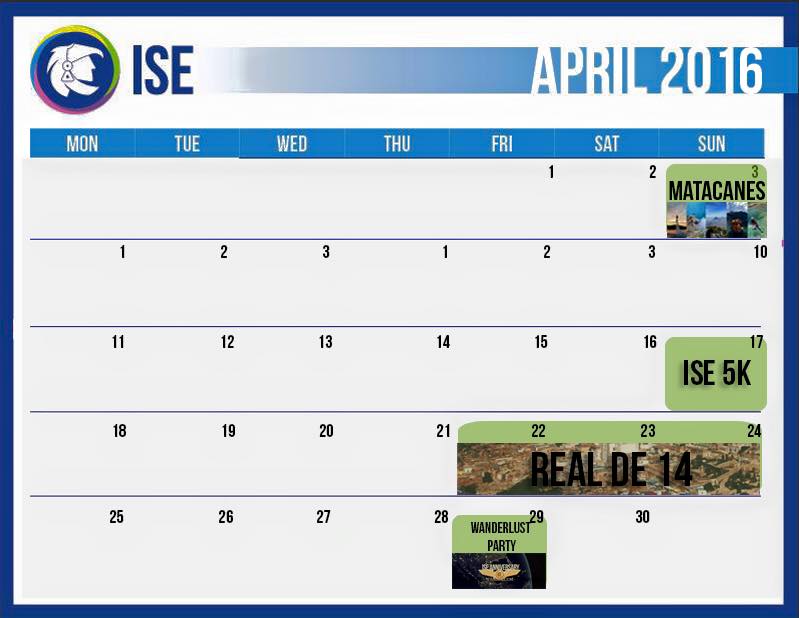 ISE
APRIL 2016
MON TUE WED THU FRI SAT SUN
1 2 3
MATACANES
1 2 3 1 2 3 10
11 12 13 14 15 16 17
ISE 5K
18 19 20 21 22 23 24
REAL DE 14
25 26 27 28 29 30
WANDERLUST
PARTY
ISE ANNIVERSARY